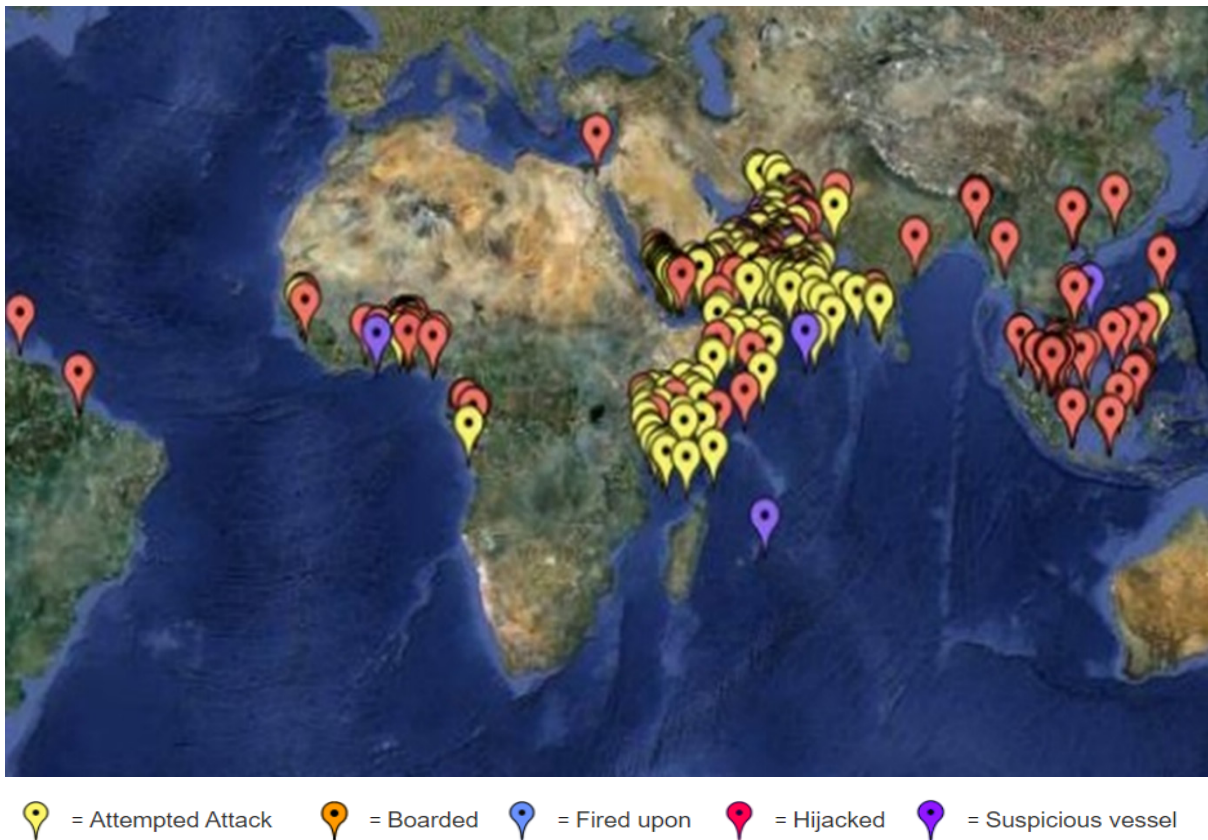 = Attempted Attack = Boarded = Fired upon = Hijacked = Suspicious vessel